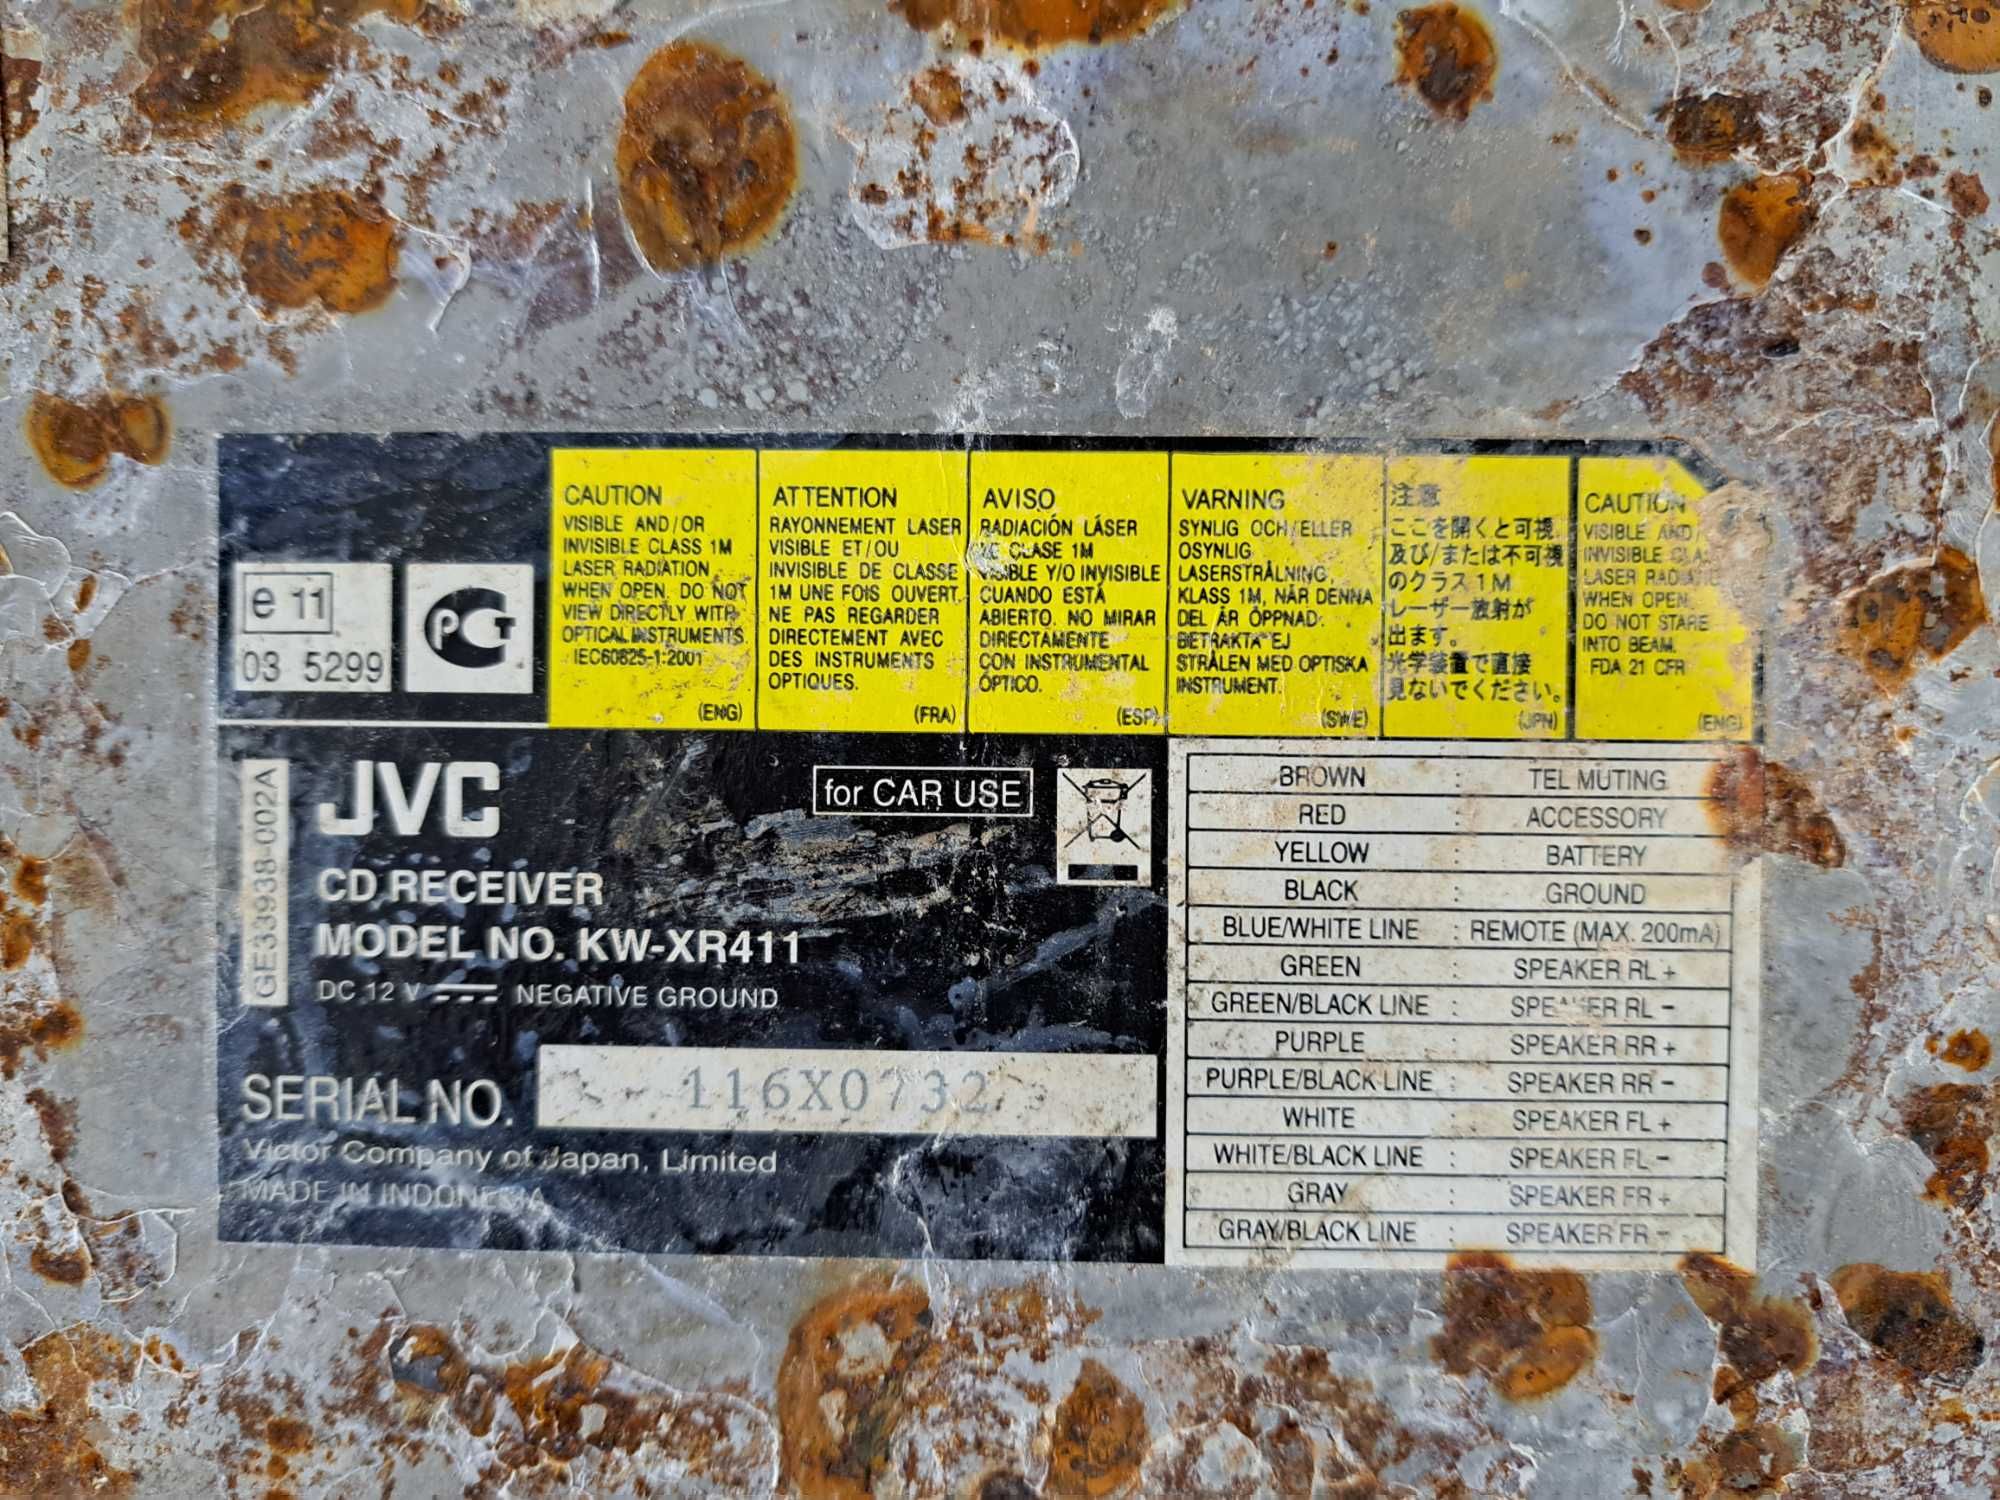 e 11
03 5299
CAUTION
VISIBLE AND/OR
INVISIBLE CLASS 1M
LASER RADIATION
WHEN OPEN. DO NOT
VIEW DIRECTLY WITH
OPTICAL INSTRUMENTS.
IEC60825-1:2001
(ENG)
ATTENTION
RAYONNEMENT LASER
VISIBLE ET/OU
INVISIBLE DE CLASSE
1M UNE FOIS OUVERT.
NE PAS REGARDER
DIRECTEMENT AVEC
DES INSTRUMENTS
OPTIQUES.
(FRA)
AVISO
RADIACIÓN LÁSER
DE CLASE 1M
VISIBLE Y/O INVISIBLE
CUANDO ESTÁ
ABIERTO. NO MIRAR
DIRECTAMENTE
CON INSTRUMENTAL
ÓPTICO.
(ESP)
VARNING
SYNLIG OCH/ELLER
OSYNLIG
LASERSTRÅLNING,
KLASS 1M, NÄR DENNA
DEL ÄR ÖPPNAD.
BETRAKTA EJ
STRÅLEN MED OPTISKA
INSTRUMENT.
(SWE)
注意
ここを開くと可視
及び/または不可視
のクラス1M
レーザー放射が
出ます。
光学装置で直接
見ないでください。
(JPN)
CAUTION
VISIBLE AND/
INVISIBLE CLASS
LASER RADIATION
WHEN OPEN.
DO NOT STARE
INTO BEAM.
FDA 21 CFR
(ENG)
GE33938-002A
JVC
for CAR USE
CD RECEIVER
MODEL NO. KW-XR411
DC 12 V NEGATIVE GROUND
SERIAL NO. 116X0732
Victor Company of Japan, Limited
MADE IN INDONESIA
BROWN : TEL MUTING
RED : ACCESSORY
YELLOW : BATTERY
BLACK : GROUND
BLUE/WHITE LINE : REMOTE (MAX. 200mA)
GREEN : SPEAKER RL +
GREEN/BLACK LINE : SPEAKER RL -
PURPLE : SPEAKER RR +
PURPLE/BLACK LINE : SPEAKER RR -
WHITE : SPEAKER FL +
WHITE/BLACK LINE : SPEAKER FL -
GRAY : SPEAKER FR +
GRAY/BLACK LINE : SPEAKER FR -